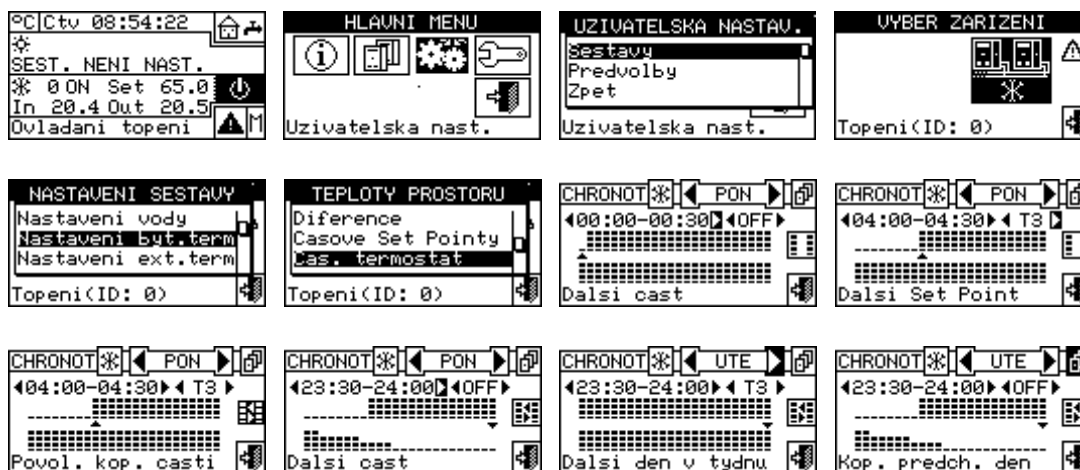 ºC Ctv 08:54:22
SEST. NENI NAST.
0 ON Set 65.0
In 20.4 Out 20.5
Ovladani topeni M
HLAVNI MENU
Uzivatelska nast.
UZIVATELSKA NASTAV.
Sestavy
Predvolby
Zpet
Uzivatelska nast.
VYBER ZARIZENI
Topeni(ID: 0)
NASTAVENI SESTAVY
Nastaveni vody
Nastaveni byt.term
Nastaveni ext.term
Topeni(ID: 0)
TEPLOTY PROSTORU
Diference
Casove Set Pointy
Cas. termostat
Topeni(ID: 0)
CHRONOT PON
00:00-00:30 OFF
Dalsi cast
CHRONOT PON
04:00-04:30 T3
Dalsi Set Point
CHRONOT PON
04:00-04:30 T3
Povol. kop. casti
CHRONOT PON
23:30-24:00 OFF
Dalsi cast
CHRONOT UTE
23:30-24:00 T3
Dalsi den v tydnu
CHRONOT UTE
23:30-24:00 OFF
Kop. predch. den